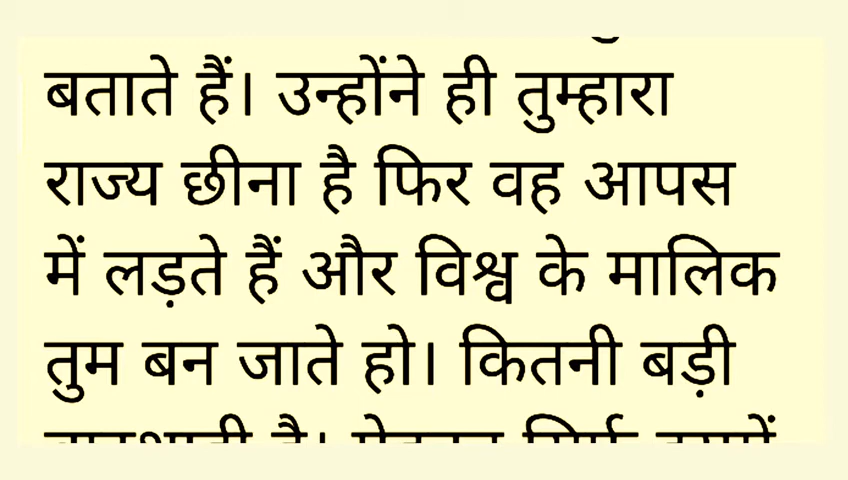 बताते हैं। उन्होंने ही तुम्हारा
राज्य छीना है फिर वह आपस
में लड़ते हैं और विश्व के मालिक
तुम बन जाते हो। कितनी बड़ी